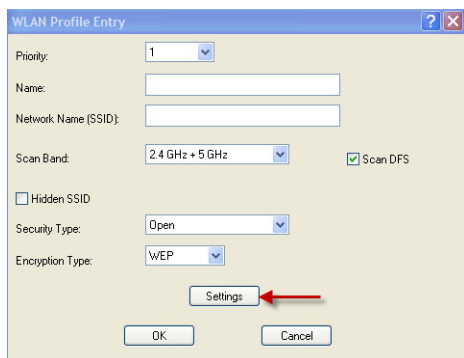 WLAN Profile Entry
Priority: 1
Name:
Network Name (SSID):
Scan Band: 2.4 GHz + 5 GHz Scan DFS
Hidden SSID
Security Type: Open
Encryption Type: WEP
Settings
OK Cancel